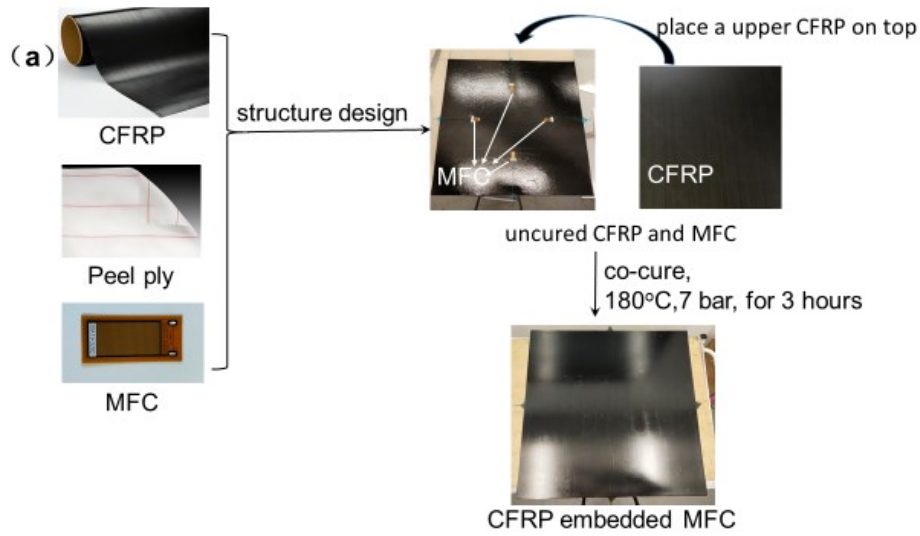 (a)
CFRP
Peel ply
MFC
structure design
place a upper CFRP on top
MFC
CFRP
uncured CFRP and MFC
co-cure,
180°C,7 bar, for 3 hours
CFRP embedded MFC